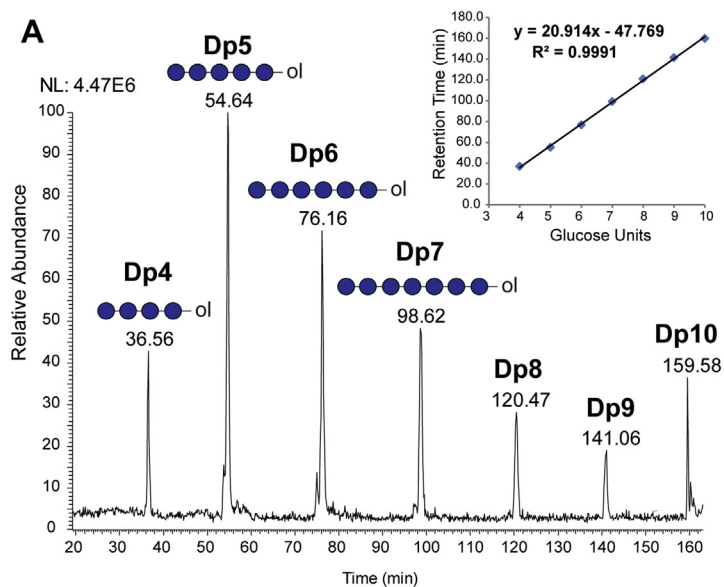 A
NL: 4.47E6
Dp5
ol
54.64
Dp6
ol
76.16
Dp7
ol
98.62
Dp4
ol
36.56
Dp8
120.47
Dp9
141.06
Dp10
159.58
Relative Abundance
100
90
80
70
60
50
40
30
20
10
0
20 30 40 50 60 70 80 90 100 110 120 130 140 150 160
Time (min)
y = 20.914x - 47.769
R² = 0.9991
Retention Time (min)
180.0
160.0
140.0
120.0
100.0
80.0
60.0
40.0
20.0
0.0
3 4 5 6 7 8 9 10
Glucose Units